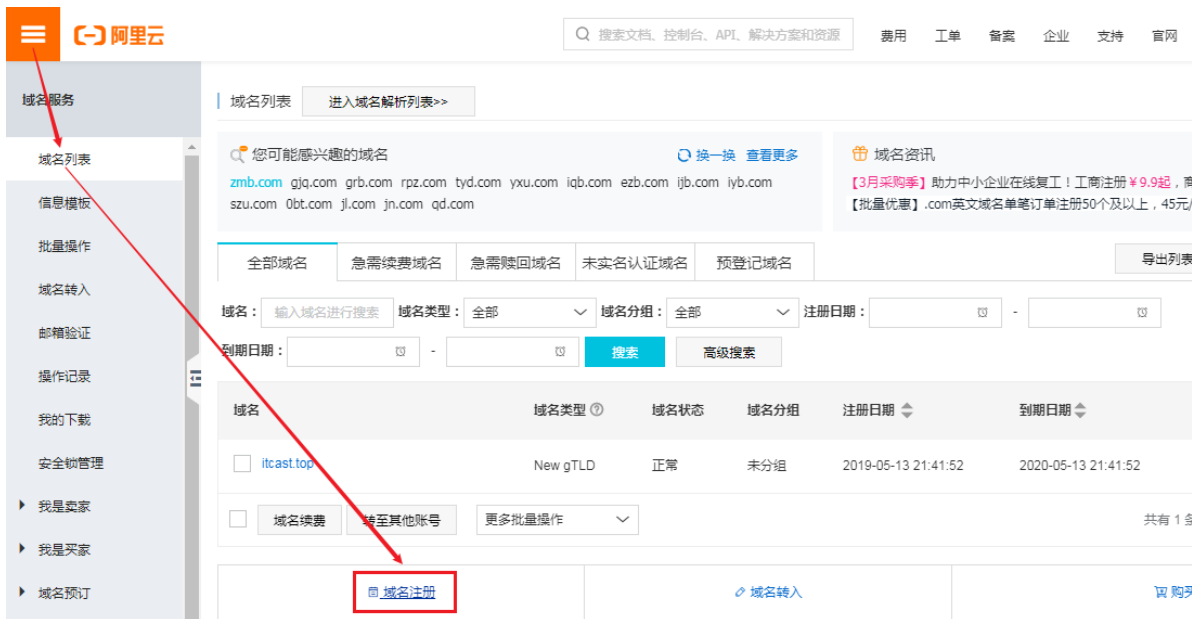 阿里云
搜索文档、控制台、API、解决方案和资源
费用 工单 备案 企业 支持 官网
域名服务
域名列表
信息模板
批量操作
域名转入
邮箱验证
操作记录
我的下载
安全锁管理
我是卖家
我是买家
域名预订
域名列表 进入域名解析列表>>
您可能感兴趣的域名 换一换 查看更多
zmb.com gjq.com grb.com rpz.com tyd.com yxu.com iqb.com ezb.com ijb.com iyb.com
szu.com 0bt.com jl.com jn.com qd.com
域名资讯
【3月采购季】助力中小企业在线复工！工商注册￥9.9起，商
【批量优惠】.com英文域名单笔订单注册50个及以上，45元/
全部域名 急需续费域名 急需赎回域名 未实名认证域名 预登记域名
导出列表
域名： 输入域名进行搜索 域名类型： 全部 域名分组： 全部 注册日期： -
到期日期： - 搜索 高级搜索
域名 域名类型 域名状态 域名分组 注册日期 到期日期
itcast.top New gTLD 正常 未分组 2019-05-13 21:41:52 2020-05-13 21:41:52
域名续费 转至其他账号 更多批量操作 共有 1 条
域名注册 域名转入 购买